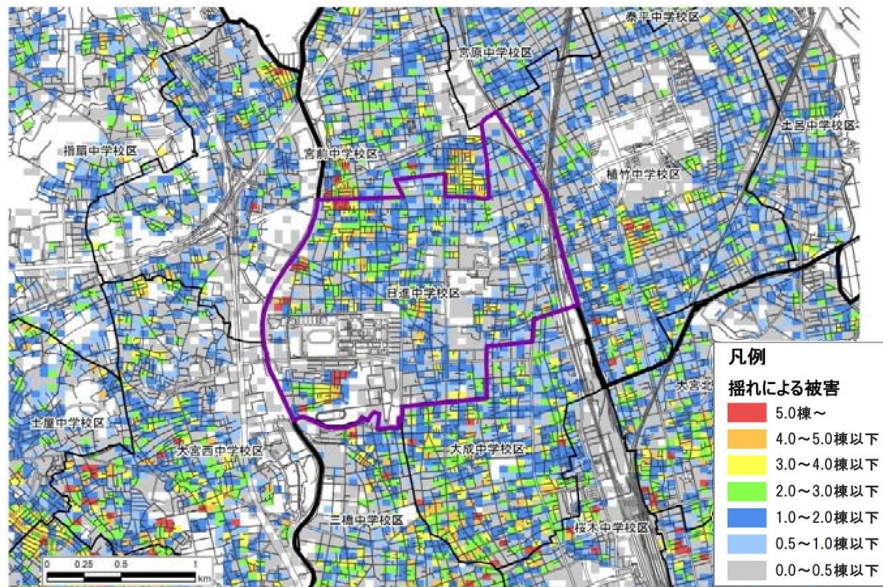 泰平中学校区
宮原中学校区
土呂中学校区
指扇中学校区
宮前中学校区
植竹中学校区
日進中学校区
土屋中学校区
大宮西中学校区
大成中学校区
三橋中学校区
桜木中学校区
大宮北
凡例
揺れによる被害
5.0棟～
4.0～5.0棟以下
3.0～4.0棟以下
2.0～3.0棟以下
1.0～2.0棟以下
0.5～1.0棟以下
0.0～0.5棟以下
0 0.25 0.5 1
km